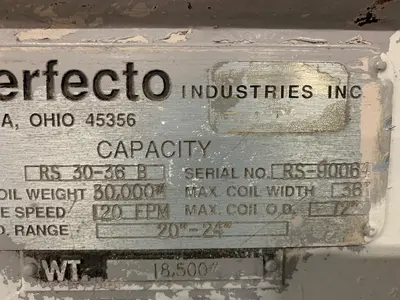 erfecto INDUSTRIES INC
A, OHIO 45356
CAPACITY
RS 30-36 B SERIAL NO. RS-9006
OIL WEIGHT 30,000# MAX. COIL WIDTH 36"
E SPEED 120 FPM MAX. COIL O.D. 72"
D. RANGE 20"-24"
WT. 18,500#